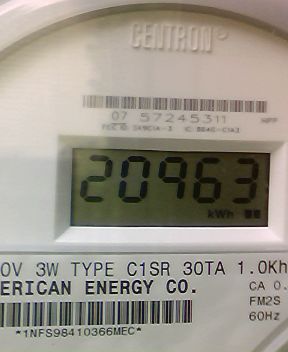 CENTRON®
07 57245311
20963
kWh
0V 3W TYPE C1SR 30TA 1.0Kh
ERICAN ENERGY CO.
CA 0.
FM2S
60Hz
*1NFS98410366MEC*